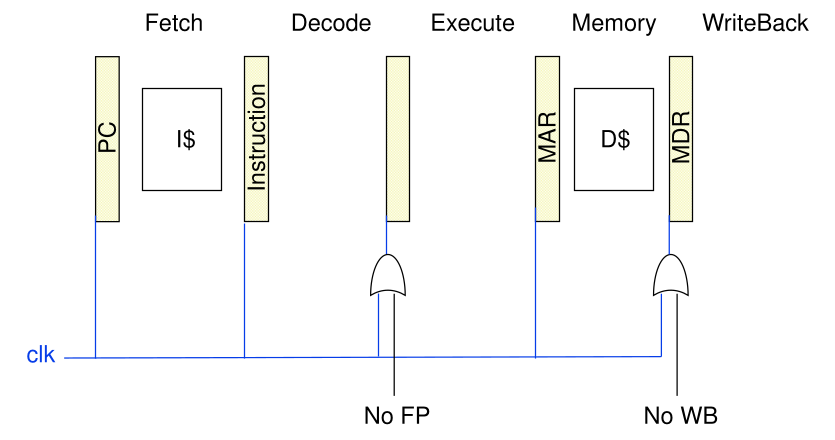 Fetch
Decode
Execute
Memory
WriteBack
PC
I$
Instruction
MAR
D$
MDR
clk
No FP
No WB